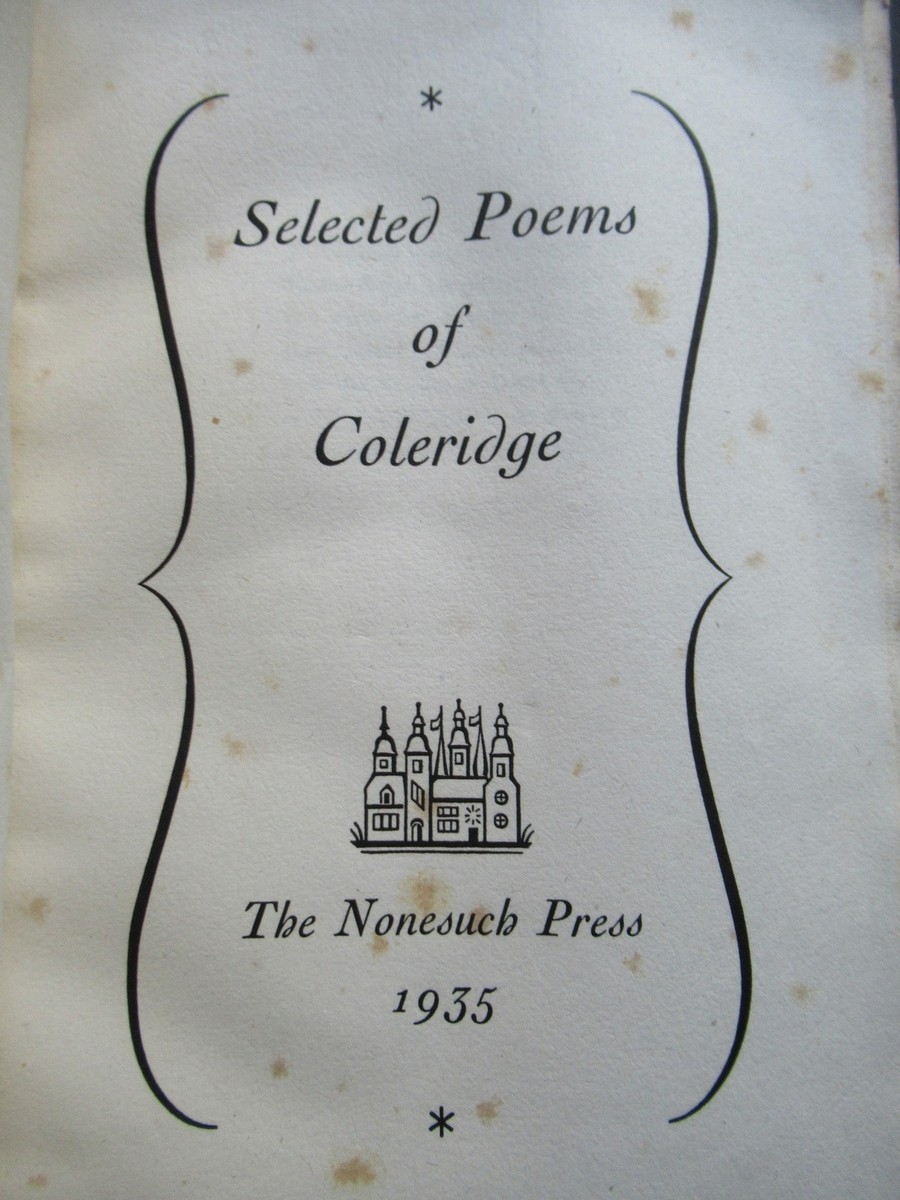 *
Selected Poems
of
Coleridge
The Nonesuch Press
1935
*